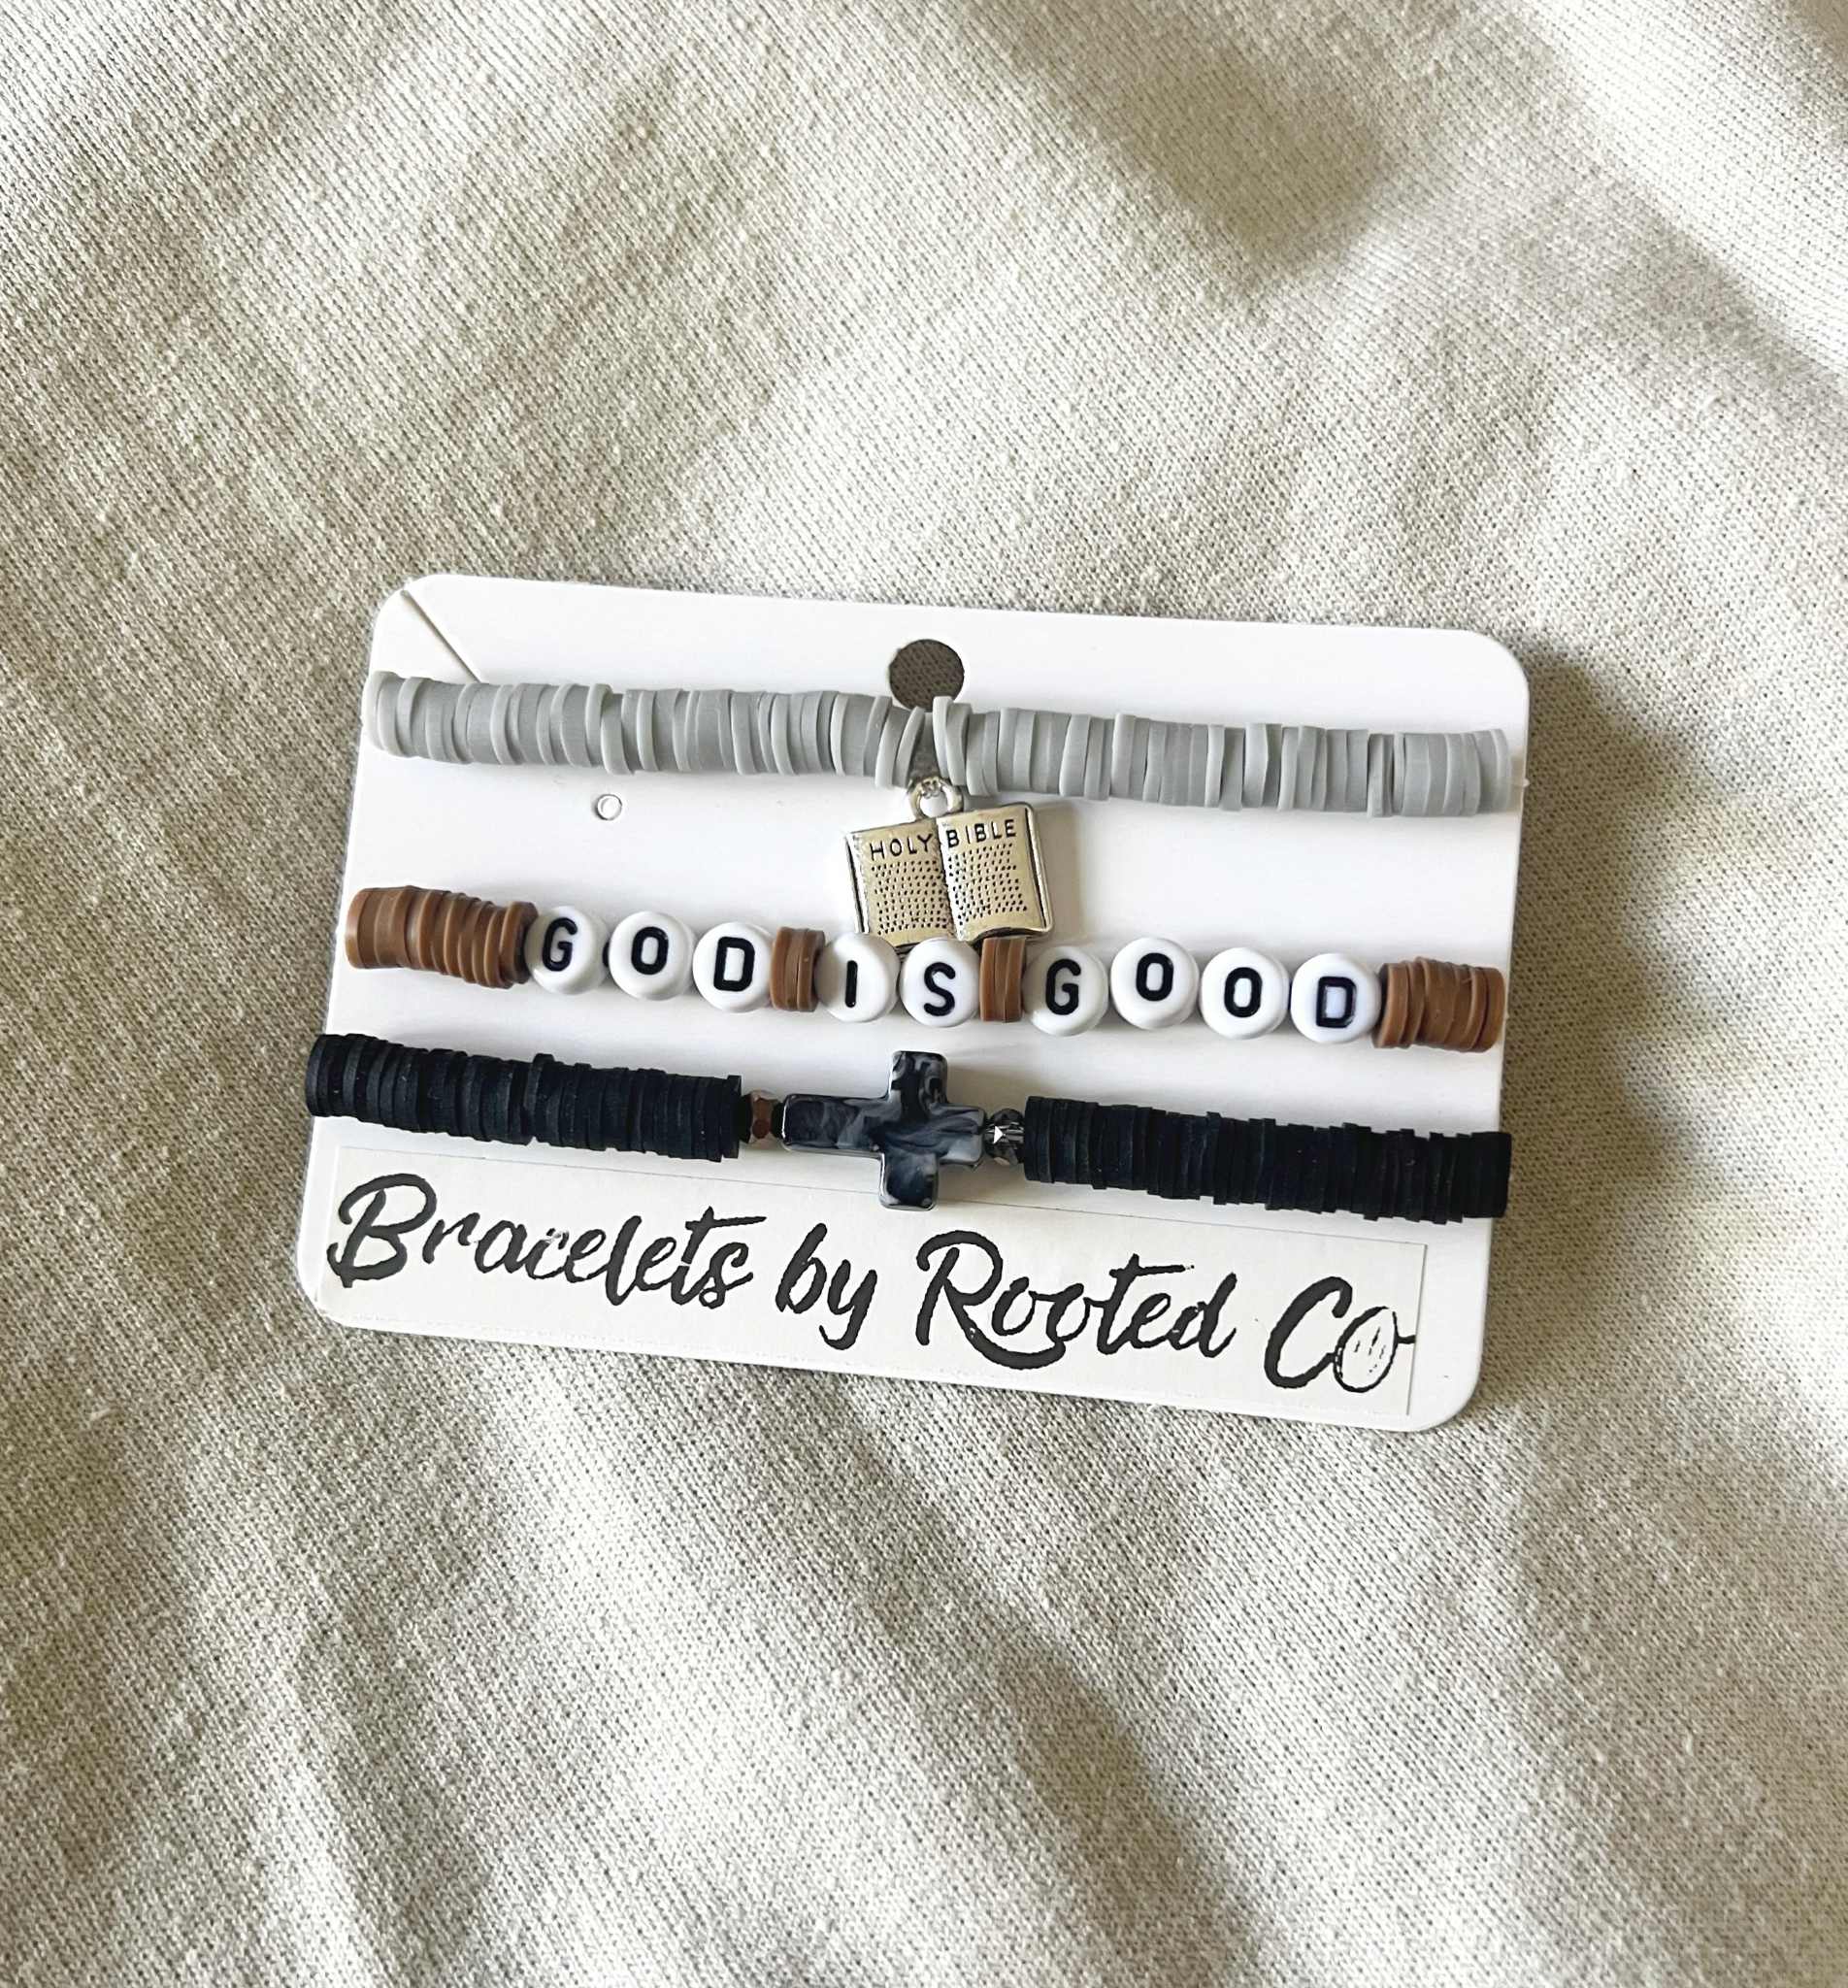 HOLY BIBLE
GOD IS GOOD
Bracelets by Rooted Co